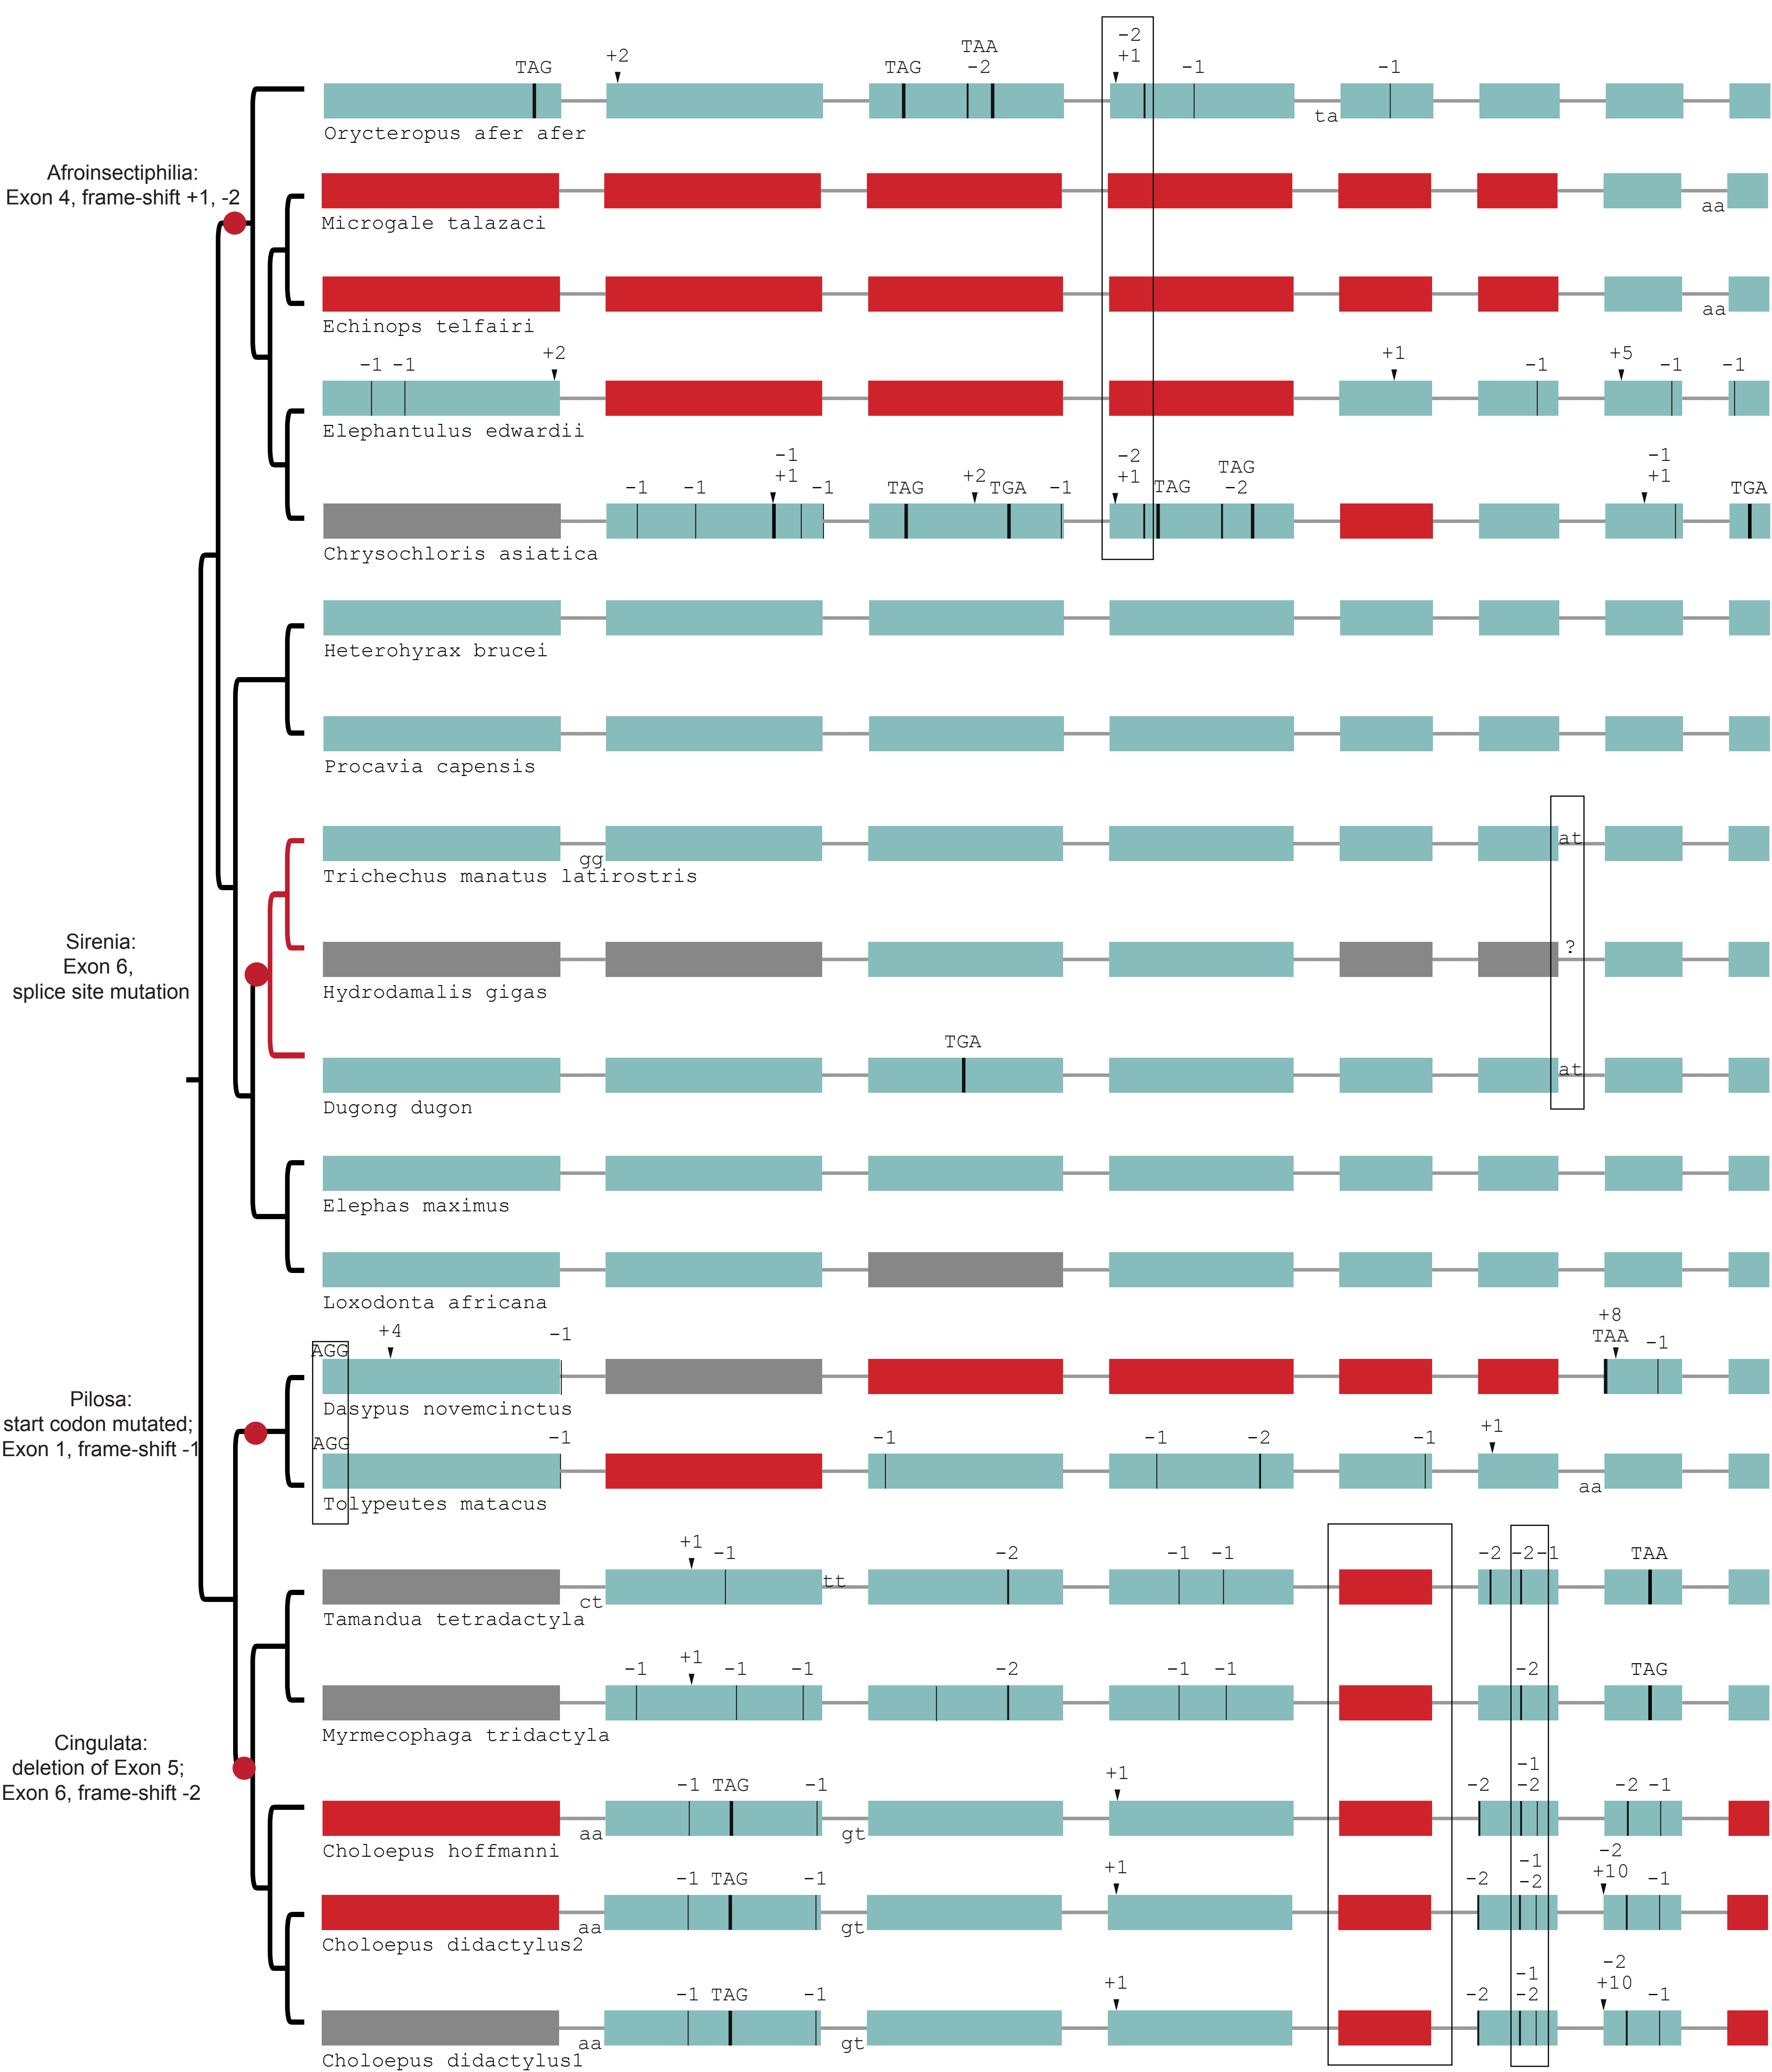 -2
TAA
+2
+1
TAG
TAG
-2
-1
-1
ta
Orycteropus afer afer
Afroinsectiphilia:
Exon 4, frame-shift +1, -2
aa
Microgale talazaci
aa
Echinops telfairi
-1 -1
+2
+1
-1
+5
-1
-1
Elephantulus edwardii
-1
-2
TAG
-1
-1
-1
+1
-1
TAG
+2
TGA
-1
+1
TAG
-2
+1
TGA
Chrysochloris asiatica
Heterohyrax brucei
Procavia capensis
at
gg
Trichechus manatus latirostris
Sirenia:
Exon 6,
splice site mutation
?
Hydrodamalis gigas
TGA
at
Dugong dugon
Elephas maximus
Loxodonta africana
+8
+4
-1
TAA
-1
AGG
Dasypus novemcinctus
Pilosa:
start codon mutated;
Exon 1, frame-shift -1
AGG
-1
-1
-1
-2
-1
+1
aa
Tolypeutes matacus
+1
-1
-2
-1
-1
-2
-2
-1
TAA
tt
ct
Tamandua tetradactyla
-1
+1
-1
-1
-2
-1
-1
-2
TAG
Myrmecophaga tridactyla
Cingulata:
deletion of Exon 5;
Exon 6, frame-shift -2
-1
-1 TAG
-1
+1
-2
-2
-2 -1
aa
gt
Choloepus hoffmanni
-2
-1
-1 TAG
-1
+1
-2
-2
+10
-1
aa
gt
Choloepus didactylus2
-2
-1
-1 TAG
-1
+1
-2
-2
+10
-1
aa
gt
Choloepus didactylus1